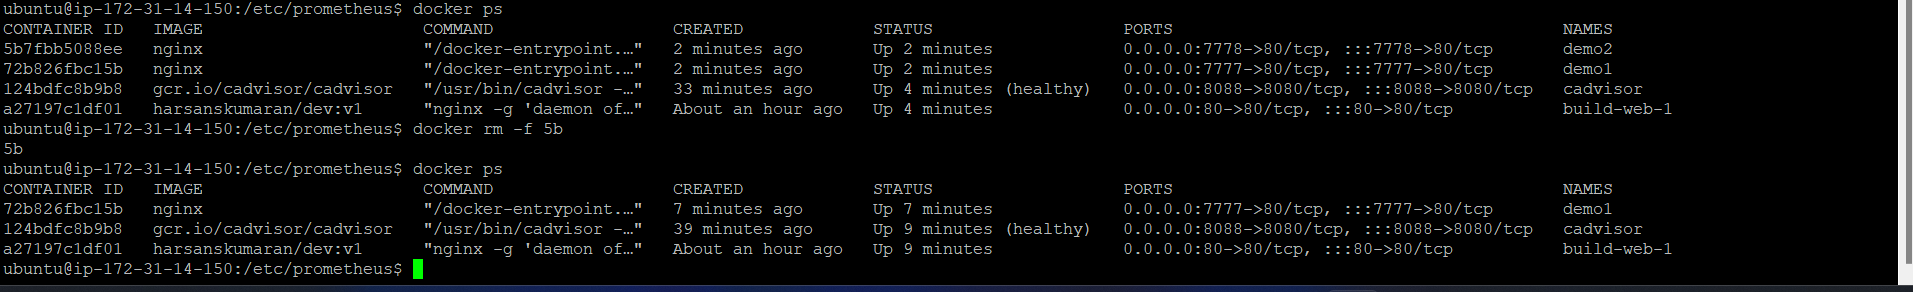 ubuntu@ip-172-31-14-150:/etc/prometheus$ docker ps
CONTAINER ID   IMAGE                      COMMAND                  CREATED             STATUS                   PORTS                                       NAMES
5b7fbb5088ee   nginx                      "/docker-entrypoint.…"   2 minutes ago       Up 2 minutes             0.0.0.0:7778->80/tcp, :::7778->80/tcp       demo2
72b826fbc15b   nginx                      "/docker-entrypoint.…"   2 minutes ago       Up 2 minutes             0.0.0.0:7777->80/tcp, :::7777->80/tcp       demo1
124bdfc8b9b8   gcr.io/cadvisor/cadvisor   "/usr/bin/cadvisor -…"   33 minutes ago      Up 4 minutes (healthy)   0.0.0.0:8088->8080/tcp, :::8088->8080/tcp   cadvisor
a27197c1df01   harsanskumaran/dev:v1      "nginx -g 'daemon of…"   About an hour ago   Up 4 minutes             0.0.0.0:80->80/tcp, :::80->80/tcp           build-web-1
ubuntu@ip-172-31-14-150:/etc/prometheus$ docker rm -f 5b
5b
ubuntu@ip-172-31-14-150:/etc/prometheus$ docker ps
CONTAINER ID   IMAGE                      COMMAND                  CREATED             STATUS                   PORTS                                       NAMES
72b826fbc15b   nginx                      "/docker-entrypoint.…"   7 minutes ago       Up 7 minutes             0.0.0.0:7777->80/tcp, :::7777->80/tcp       demo1
124bdfc8b9b8   gcr.io/cadvisor/cadvisor   "/usr/bin/cadvisor -…"   39 minutes ago      Up 9 minutes (healthy)   0.0.0.0:8088->8080/tcp, :::8088->8080/tcp   cadvisor
a27197c1df01   harsanskumaran/dev:v1      "nginx -g 'daemon of…"   About an hour ago   Up 9 minutes             0.0.0.0:80->80/tcp, :::80->80/tcp           build-web-1
ubuntu@ip-172-31-14-150:/etc/prometheus$